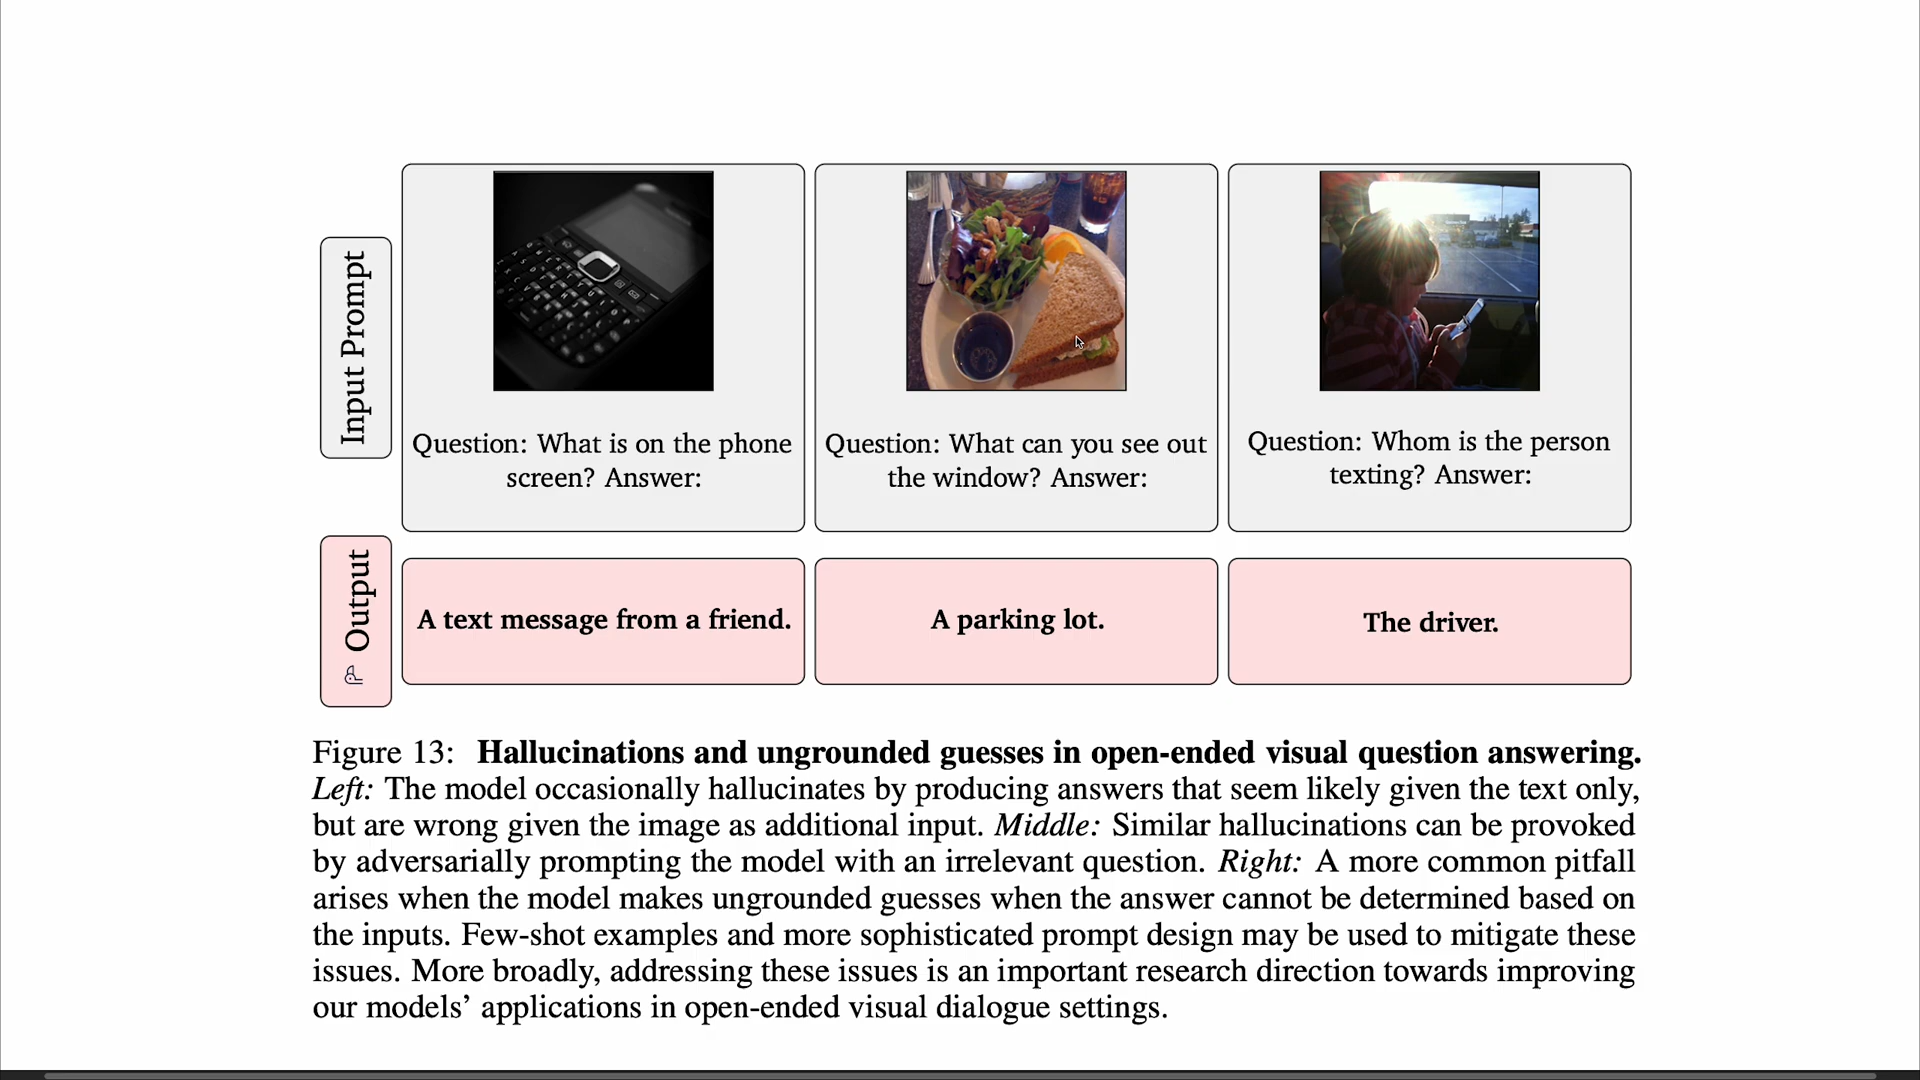 Input Prompt
Question: What is on the phone
screen? Answer:
Question: What can you see out
the window? Answer:
Question: Whom is the person
texting? Answer:
Output
A text message from a friend.
A parking lot.
The driver.
Figure 13: Hallucinations and ungrounded guesses in open-ended visual question answering.
Left: The model occasionally hallucinates by producing answers that seem likely given the text only,
but are wrong given the image as additional input. Middle: Similar hallucinations can be provoked
by adversarially prompting the model with an irrelevant question. Right: A more common pitfall
arises when the model makes ungrounded guesses when the answer cannot be determined based on
the inputs. Few-shot examples and more sophisticated prompt design may be used to mitigate these
issues. More broadly, addressing these issues is an important research direction towards improving
our models’ applications in open-ended visual dialogue settings.